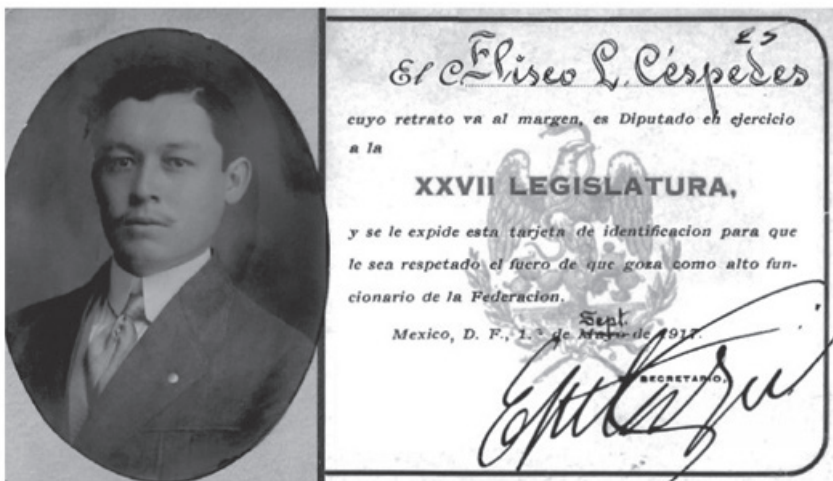 25
El C. Eliseo L. Céspedes
cuyo retrato va al margen, es Diputado en ejercicio
a la
XXVII LEGISLATURA,
y se le expide esta tarjeta de identificacion para que
le sea respetado el fuero de que goza como alto fun-
cionario de la Federacion.
Sept.
Mexico, D. F., 1.º de Mayo de 1917.
SECRETARIO,